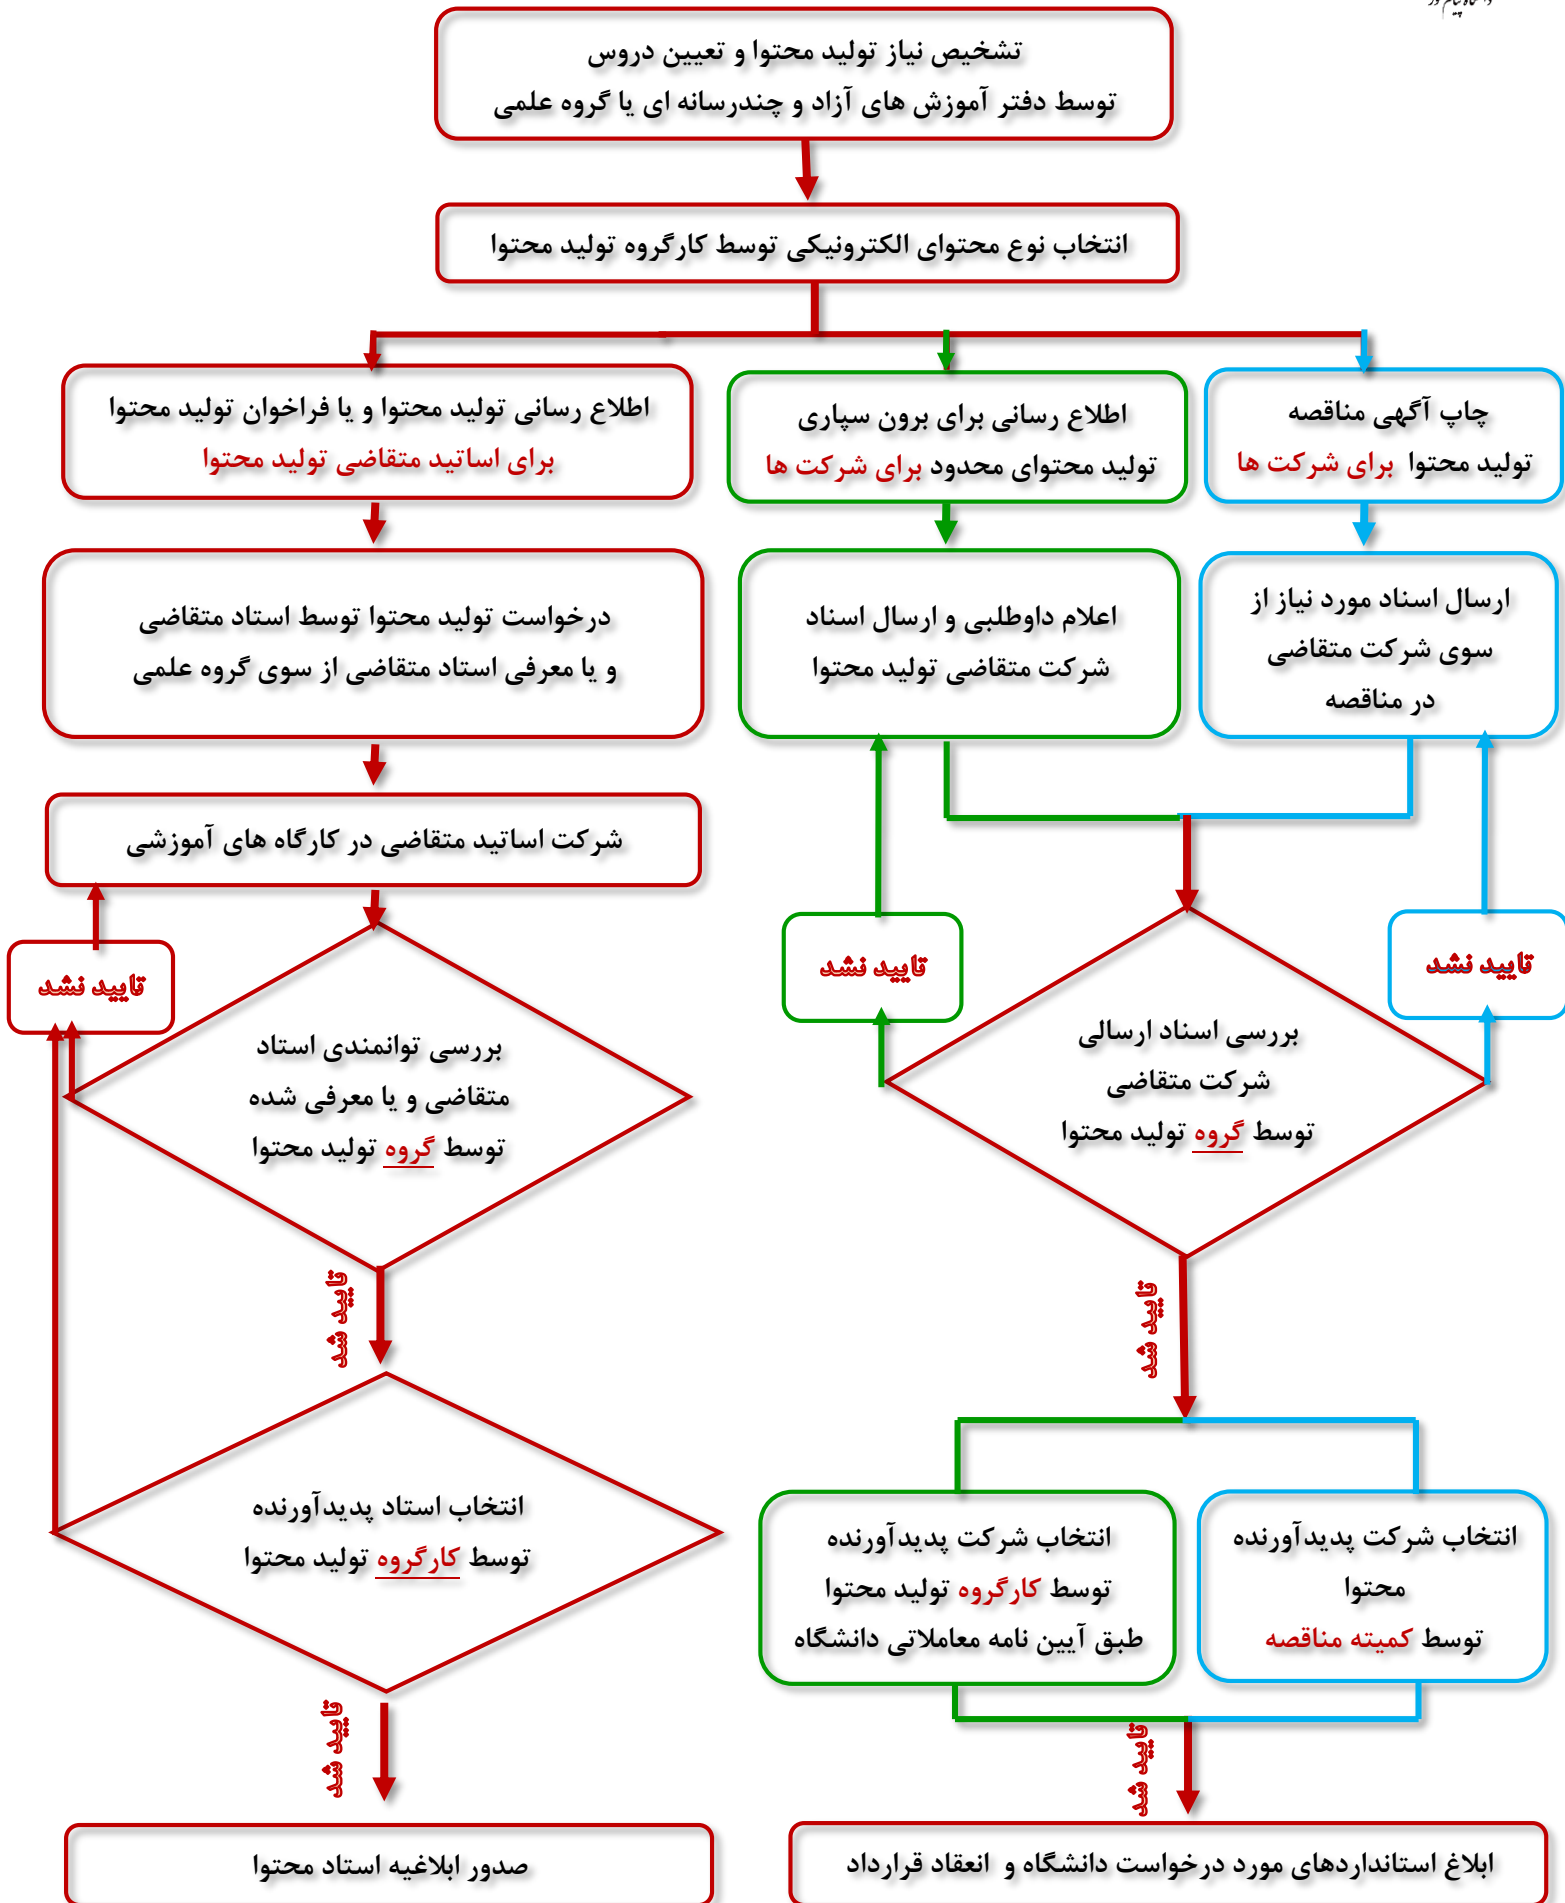 تشخیص نیاز تولید محتوا و تعیین دروس
توسط دفتر آموزش های آزاد و چندرسانه ای یا گروه علمی
انتخاب نوع محتوای الکترونیکی توسط کارگروه تولید محتوا
چاپ آگهی مناقصه
تولید محتوا برای شرکت ها
اطلاع رسانی برای برون سپاری
تولید محتوای محدود برای شرکت ها
اطلاع رسانی تولید محتوا و یا فراخوان تولید محتوا
برای اساتید متقاضی تولید محتوا
ارسال اسناد مورد نیاز از
سوی شرکت متقاضی
در مناقصه
اعلام داوطلبی و ارسال اسناد
شرکت متقاضی تولید محتوا
درخواست تولید محتوا توسط استاد متقاضی
و یا معرفی استاد متقاضی از سوی گروه علمی
شرکت اساتید متقاضی در کارگاه های آموزشی
تایید نشد
تایید نشد
تایید نشد
بررسی اسناد ارسالی
شرکت متقاضی
توسط گروه تولید محتوا
بررسی توانمندی استاد
متقاضی و یا معرفی شده
توسط گروه تولید محتوا
تایید شد
تایید شد
انتخاب شرکت پدیدآورنده
محتوا
توسط کمیته مناقصه
انتخاب شرکت پدیدآورنده
توسط کارگروه تولید محتوا
طبق آیین نامه معاملاتی دانشگاه
انتخاب استاد پدیدآورنده
توسط کارگروه تولید محتوا
تایید شد
تایید شد
ابلاغ استانداردهای مورد درخواست دانشگاه و انعقاد قرارداد
صدور ابلاغیه استاد محتوا